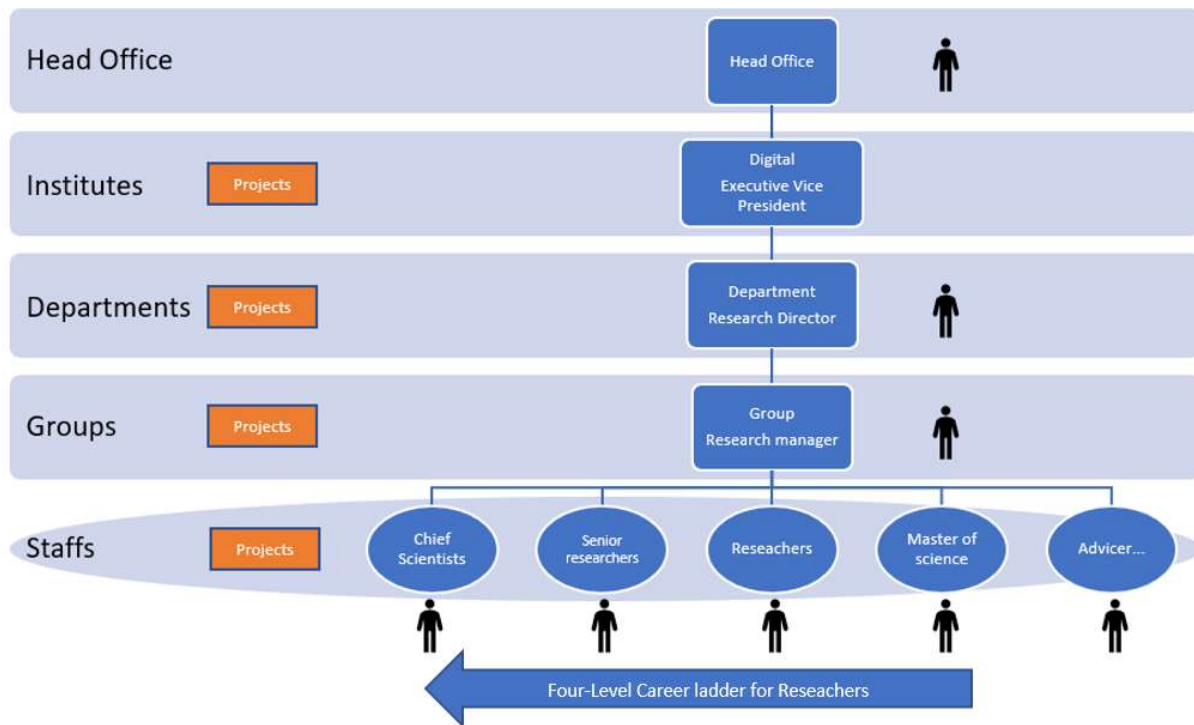 Head Office
Head Office
Institutes
Projects
Digital
Executive Vice
President
Departments
Projects
Department
Research Director
Groups
Projects
Group
Research manager
Staffs
Projects
Chief
Scientists
Senior
researchers
Reseachers
Master of
science
Advicer...
Four-Level Career ladder for Reseachers